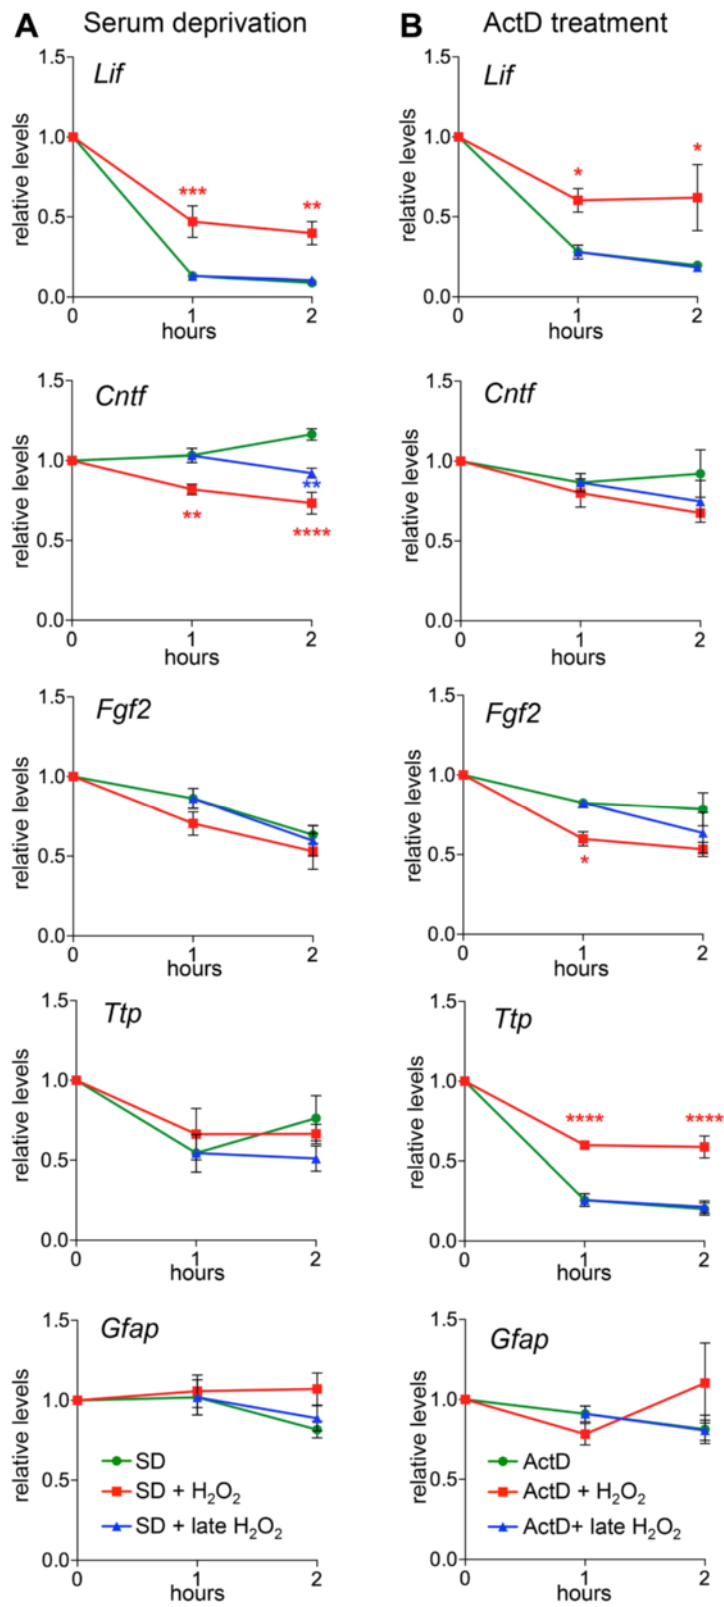 A Serum deprivation B ActD treatment
Lif
1.5
1.0
0.5
0.0
relative levels
***
**
0 1 2
hours
Lif
1.5
1.0
0.5
0.0
relative levels
*
*
0 1 2
hours
Cntf
1.5
1.0
0.5
0.0
relative levels
**
**
****
0 1 2
hours
Cntf
1.5
1.0
0.5
0.0
relative levels
0 1 2
hours
Fgf2
1.5
1.0
0.5
0.0
relative levels
0 1 2
hours
Fgf2
1.5
1.0
0.5
0.0
relative levels
*
0 1 2
hours
Ttp
1.5
1.0
0.5
0.0
relative levels
0 1 2
hours
Ttp
1.5
1.0
0.5
0.0
relative levels
****
****
0 1 2
hours
Gfap
1.5
1.0
0.5
0.0
relative levels
SD
SD + H₂O₂
SD + late H₂O₂
0 1 2
hours
Gfap
1.5
1.0
0.5
0.0
relative levels
ActD
ActD + H₂O₂
ActD+ late H₂O₂
0 1 2
hours